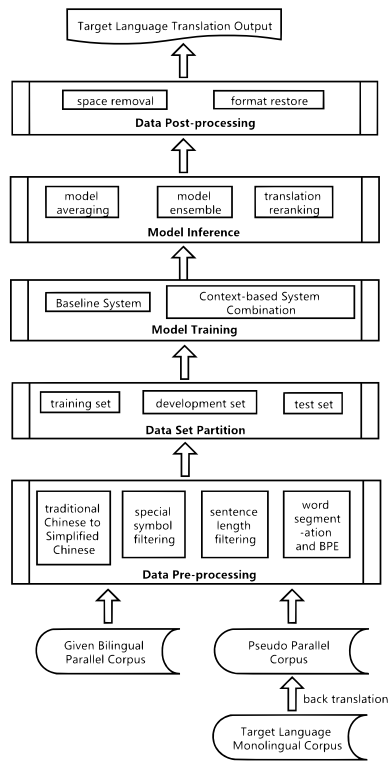 Target Language Translation Output
space removal
format restore
Data Post-processing
model
averaging
model
ensemble
translation
reranking
Model Inference
Baseline System
Context-based System
Combination
Model Training
training set
development set
test set
Data Set Partition
traditional
Chinese to
Simplified
Chinese
special
symbol
filtering
sentence
length
filtering
word
segment
-ation
and BPE
Data Pre-processing
Given Bilingual
Parallel Corpus
Pseudo Parallel
Corpus
back translation
Target Language
Monolingual Corpus